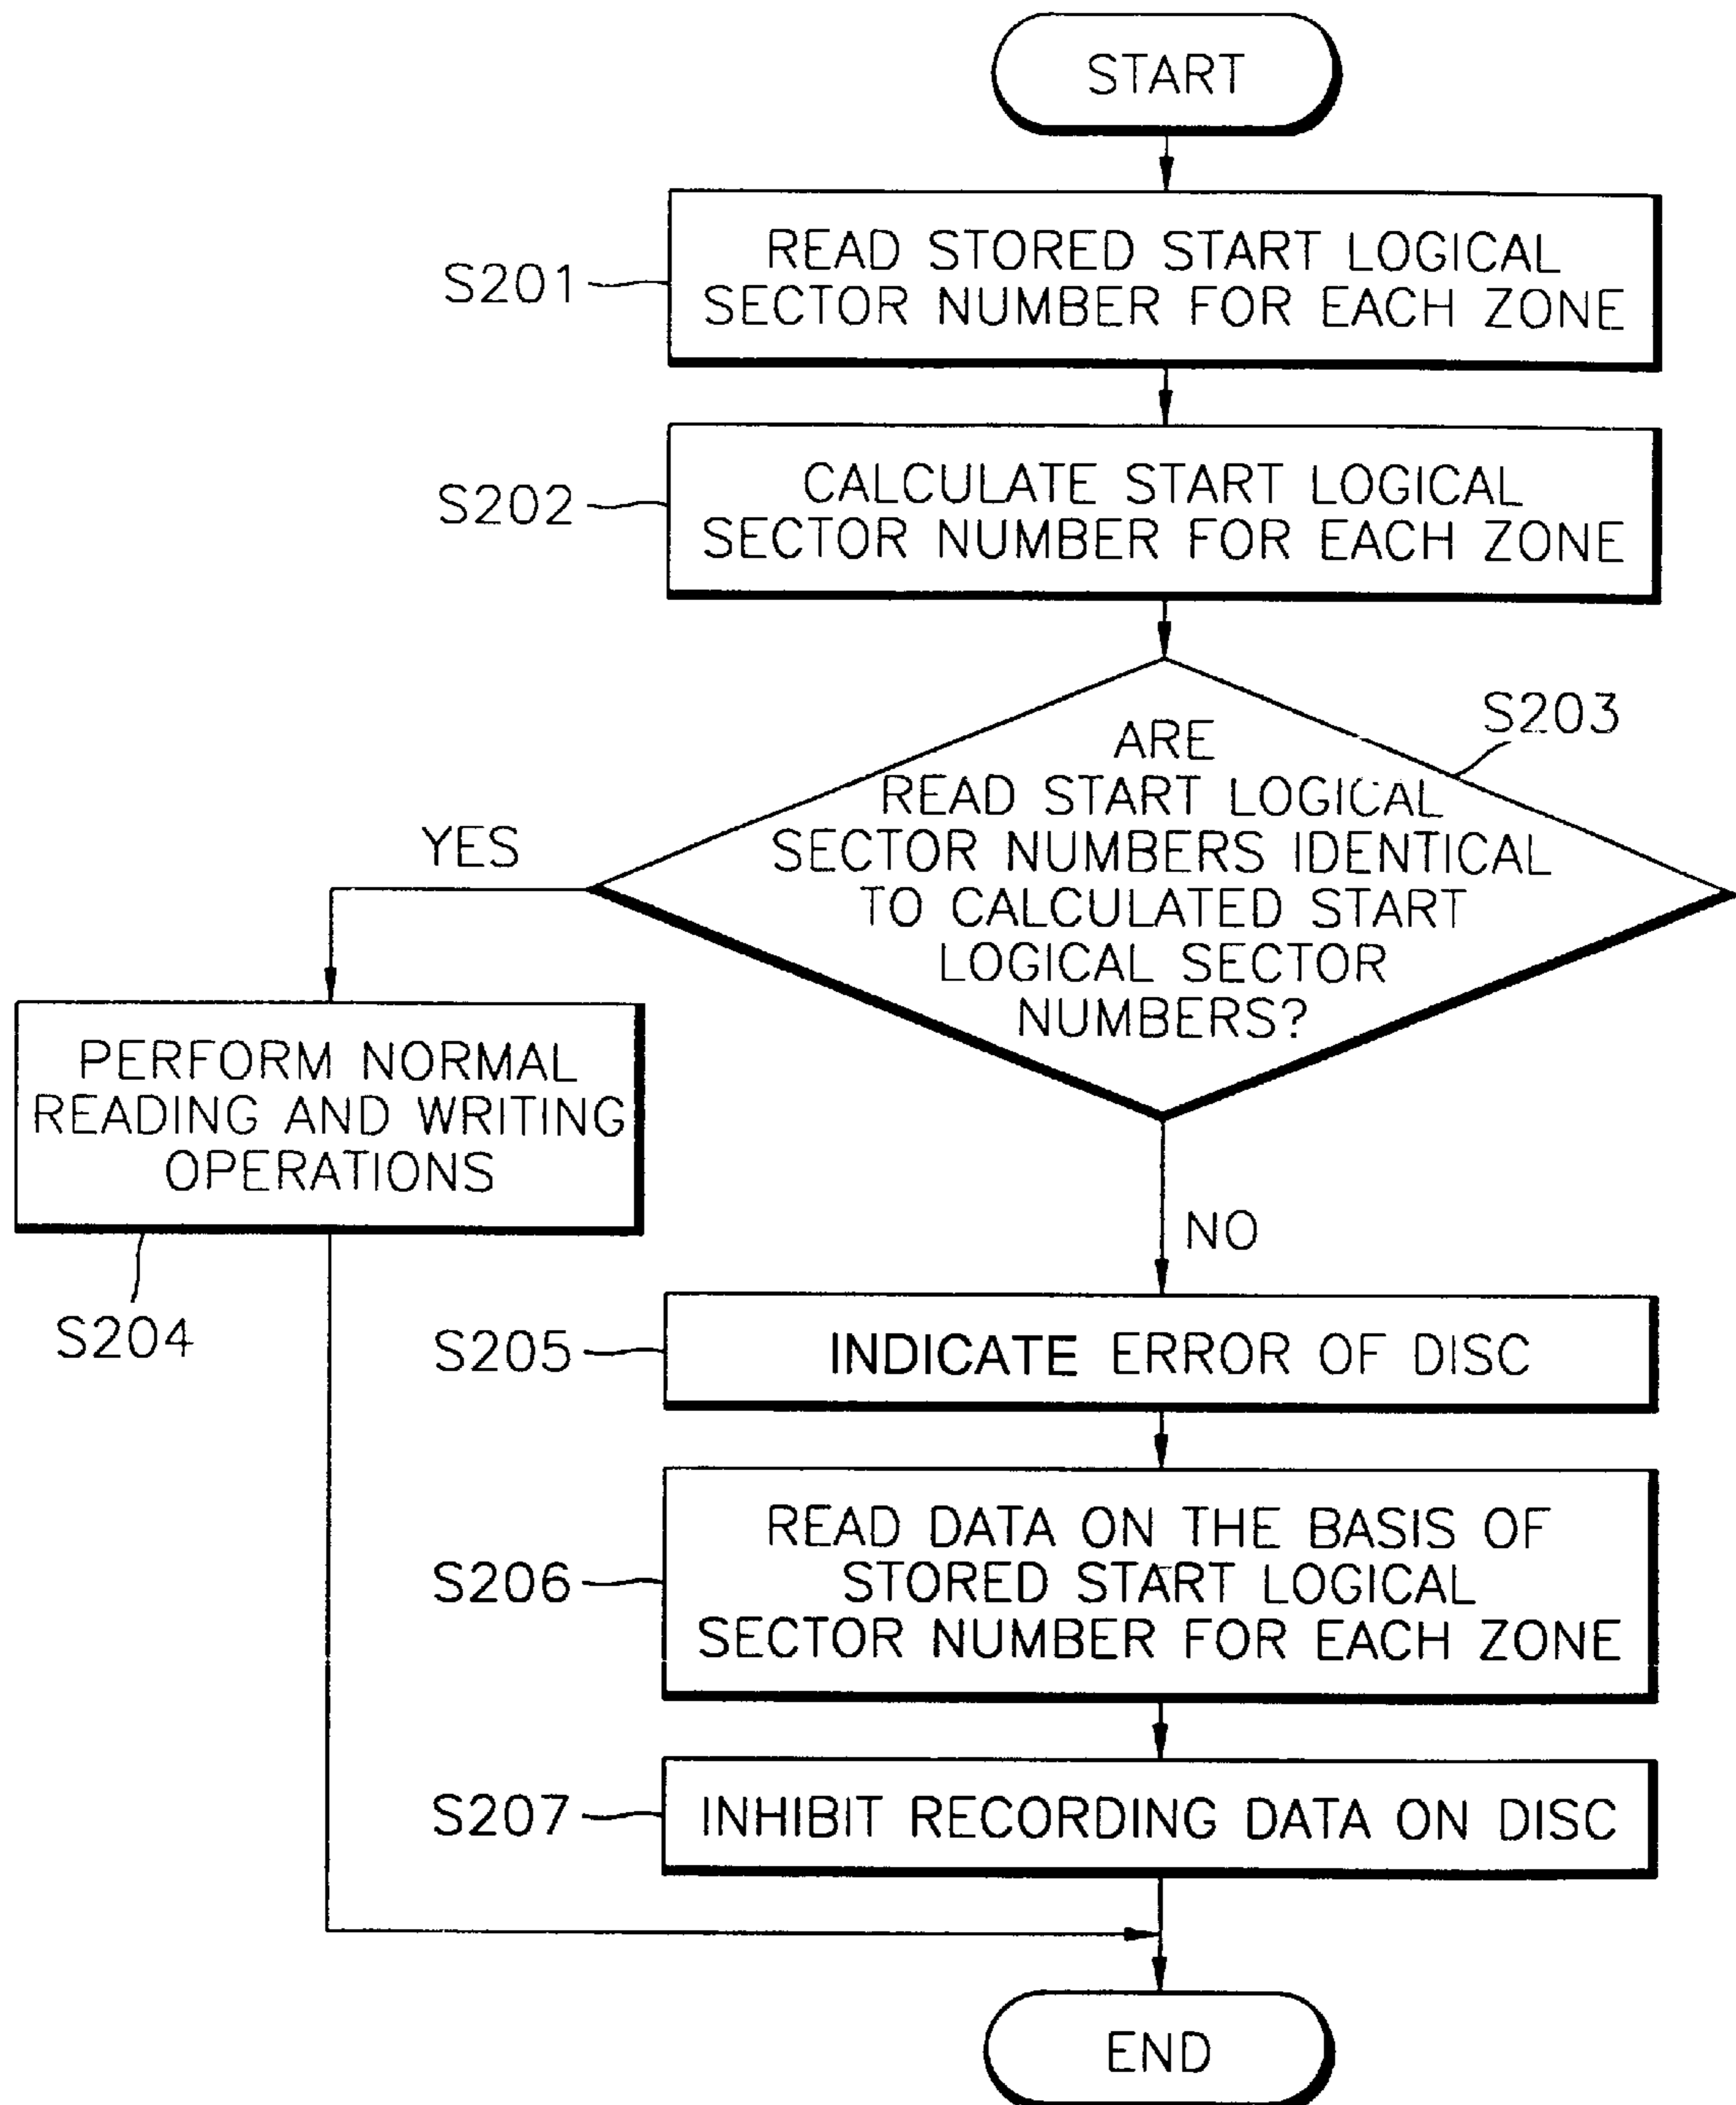 START
S201
READ STORED START LOGICAL
SECTOR NUMBER FOR EACH ZONE
S202
CALCULATE START LOGICAL
SECTOR NUMBER FOR EACH ZONE
S203
ARE
READ START LOGICAL
SECTOR NUMBERS IDENTICAL
TO CALCULATED START
LOGICAL SECTOR
NUMBERS?
YES
PERFORM NORMAL
READING AND WRITING
OPERATIONS
S204
NO
S205
INDICATE ERROR OF DISC
S206
READ DATA ON THE BASIS OF
STORED START LOGICAL
SECTOR NUMBER FOR EACH ZONE
S207
INHIBIT RECORDING DATA ON DISC
END